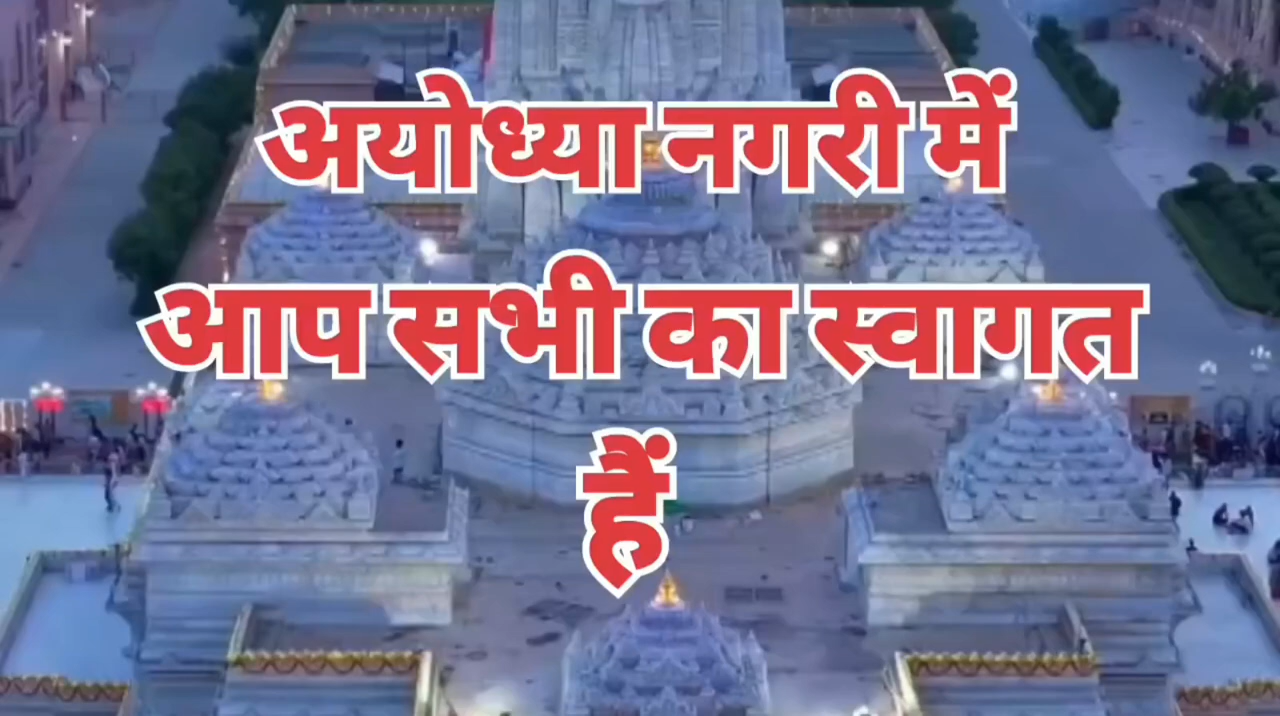 अयोध्या नगरी में
आप सभी का स्वागत
हैं